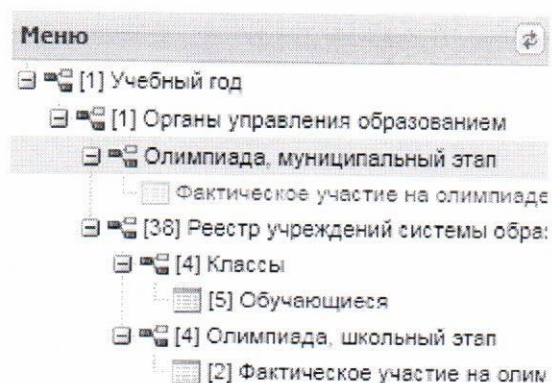 Меню
[1] Учебный год
[1] Органы управления образованием
Олимпиада, муниципальный этап
Фактическое участие на олимпиаде
[38] Реестр учреждений системы обра
[4] Классы
[5] Обучающиеся
[4] Олимпиада, школьный этап
[2] Фактическое участие на олим